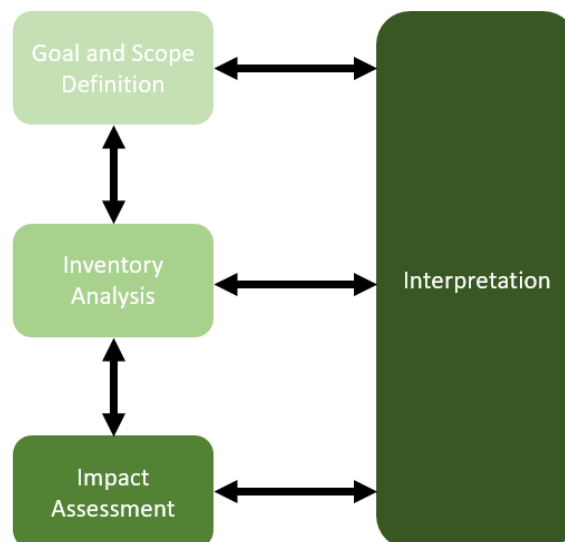 Goal and Scope
Definition
Inventory
Analysis
Interpretation
Impact
Assessment